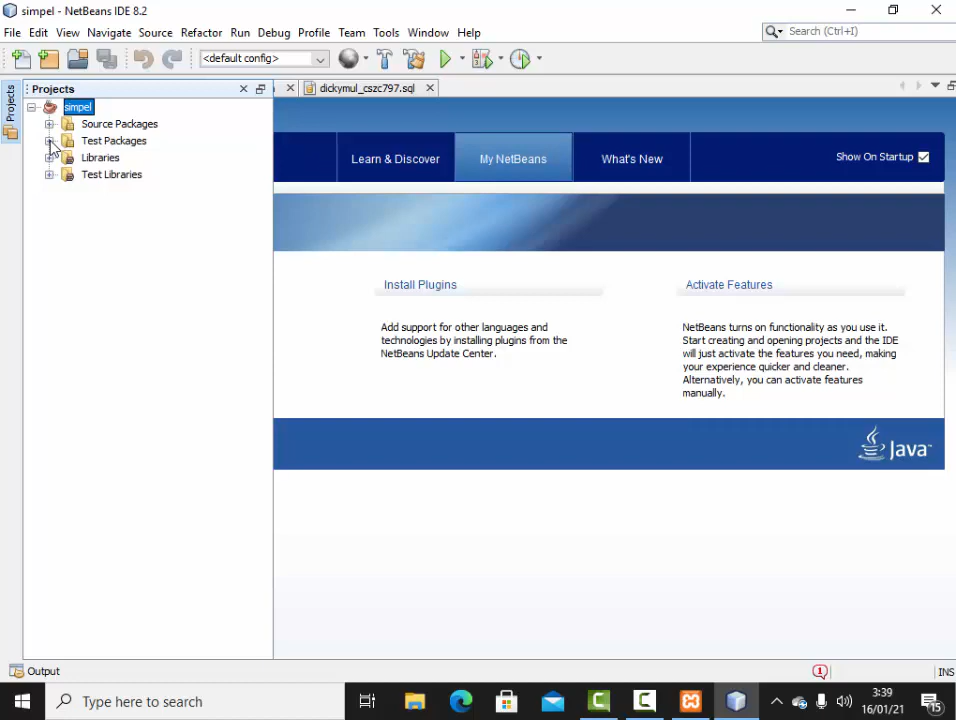 simpel - NetBeans IDE 8.2
File Edit View Navigate Source Refactor Run Debug Profile Team Tools Window Help
Search (Ctrl+I)
<default config>
Projects
Projects
dickymul_cszc797.sql
simpel
Source Packages
Test Packages
Libraries
Test Libraries
Learn & Discover
My NetBeans
What's New
Show On Startup
Install Plugins
Activate Features
Add support for other languages and
technologies by installing plugins from the
NetBeans Update Center.
NetBeans turns on functionality as you use it.
Start creating and opening projects and the IDE
will just activate the features you need, making
your experience quicker and cleaner.
Alternatively, you can activate features
manually.
Java™
Output
1
INS
Type here to search
3:39
16/01/21
15